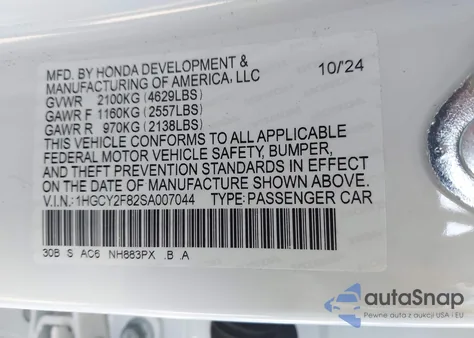 MFD. BY HONDA DEVELOPMENT & 10/24
MANUFACTURING OF AMERICA, LLC
GVWR 2100KG (4629LBS)
GAWR F 1160KG (2557LBS)
GAWR R 970KG (2138LBS)
THIS VEHICLE CONFORMS TO ALL APPLICABLE
FEDERAL MOTOR VEHICLE SAFETY, BUMPER,
AND THEFT PREVENTION STANDARDS IN EFFECT
ON THE DATE OF MANUFACTURE SHOWN ABOVE.
V.I.N.: 1HGCY2F82SA007044 TYPE: PASSENGER CAR
30B S AC6 NH883PX .B .A
autoSnap
Pewne auta z aukcji USA i EU